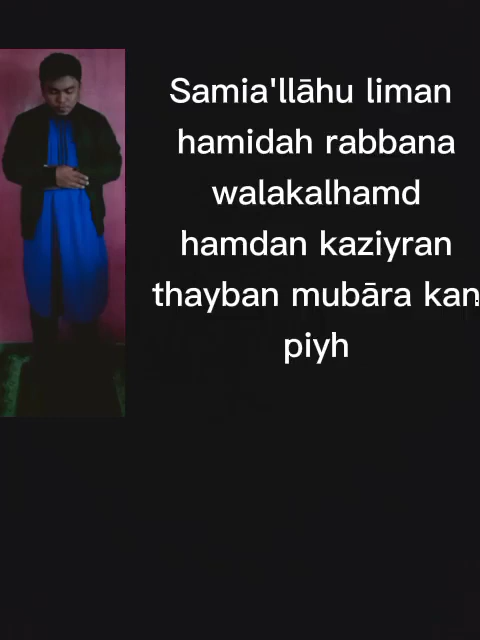 Samia'llāhu liman
hamidah rabbana
walakalhamd
hamdan kaziyran
thayban mubāra kan
piyh